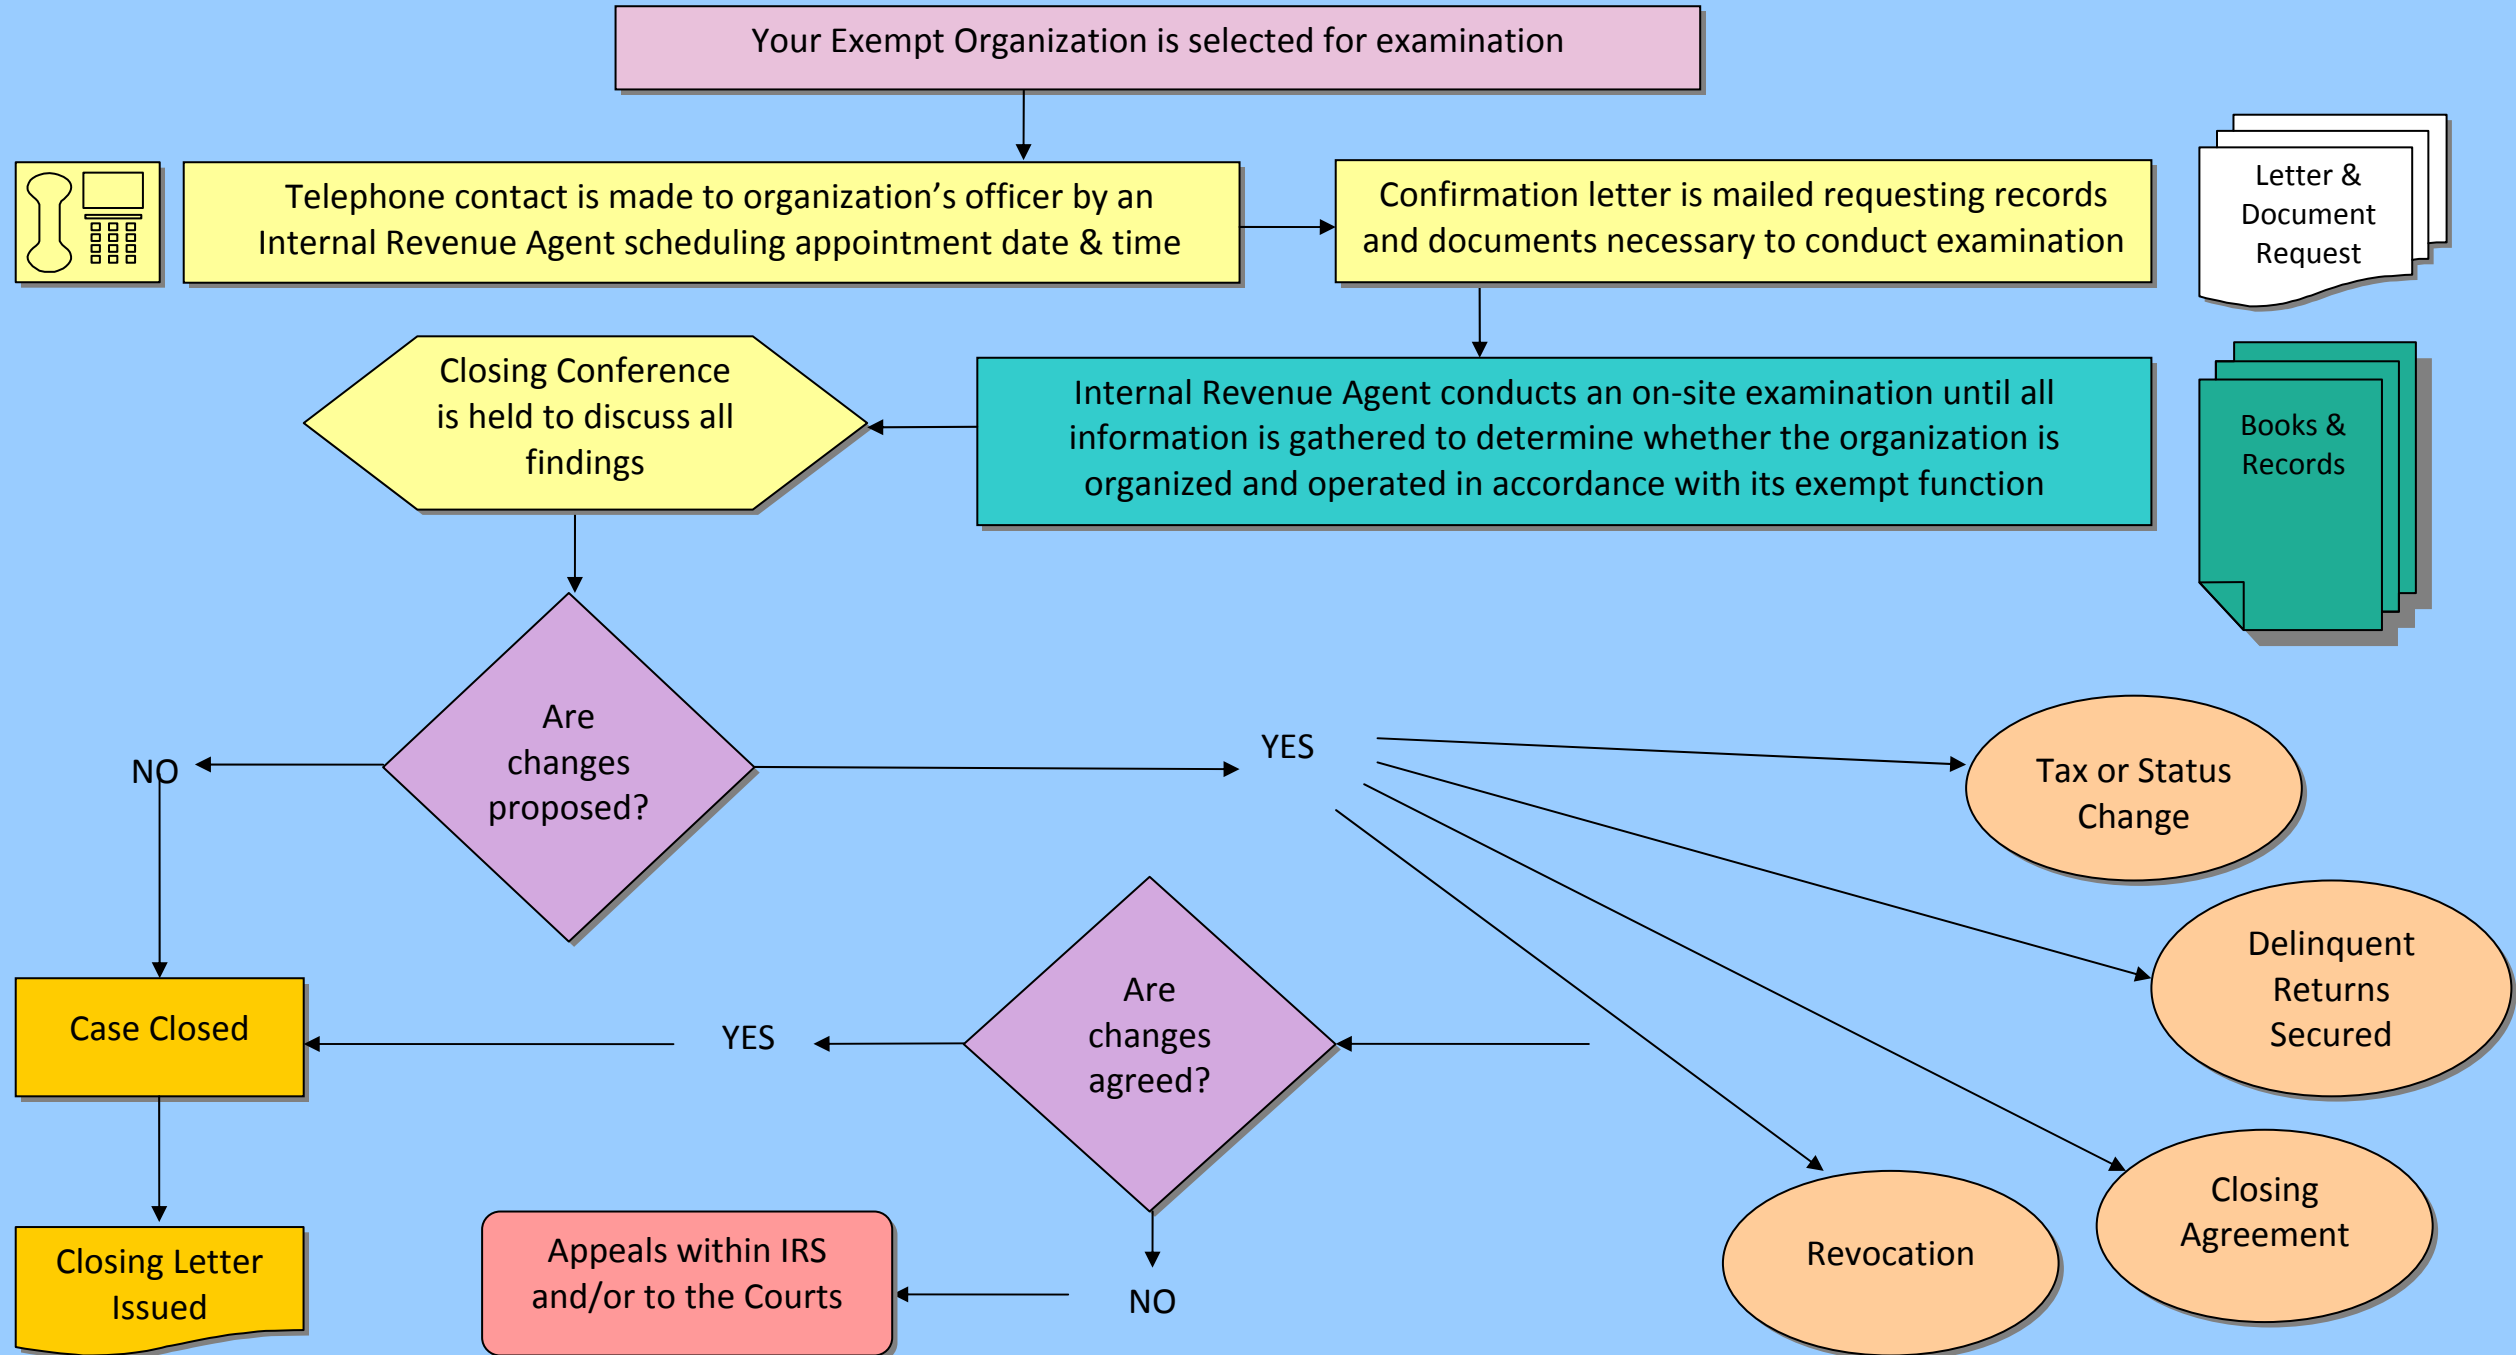 Your Exempt Organization is selected for examination
Telephone contact is made to organization’s officer by an
Internal Revenue Agent scheduling appointment date & time
Confirmation letter is mailed requesting records
and documents necessary to conduct examination
Letter &
Document
Request
Closing Conference
is held to discuss all
findings
Internal Revenue Agent conducts an on-site examination until all
information is gathered to determine whether the organization is
organized and operated in accordance with its exempt function
Books &
Records
Are
changes
proposed?
NO
YES
Tax or Status
Change
Delinquent
Returns
Secured
Case Closed
YES
Are
changes
agreed?
Closing
Agreement
Revocation
Closing Letter
Issued
Appeals within IRS
and/or to the Courts
NO